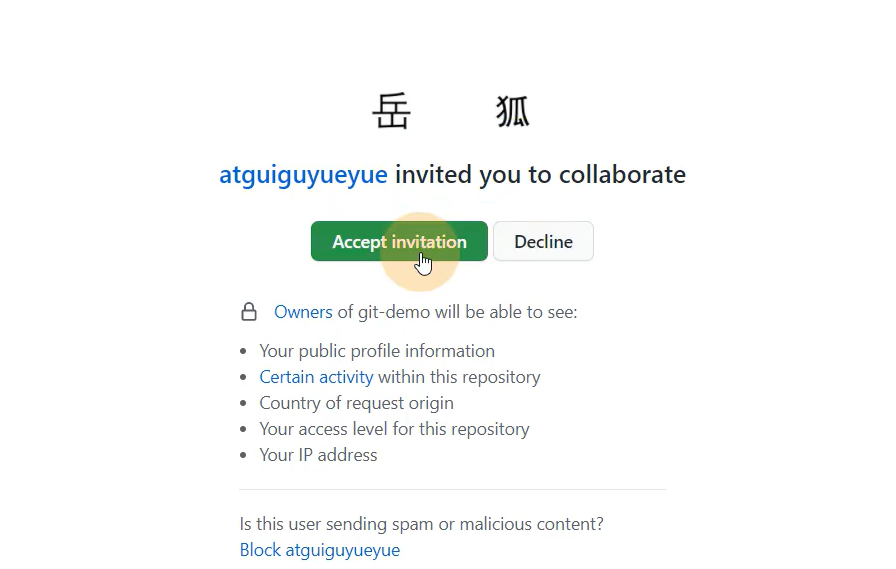 岳 狐
atguiguyueyue invited you to collaborate
Accept invitation Decline
Owners of git-demo will be able to see:
Your public profile information
Certain activity within this repository
Country of request origin
Your access level for this repository
Your IP address
Is this user sending spam or malicious content?
Block atguiguyueyue